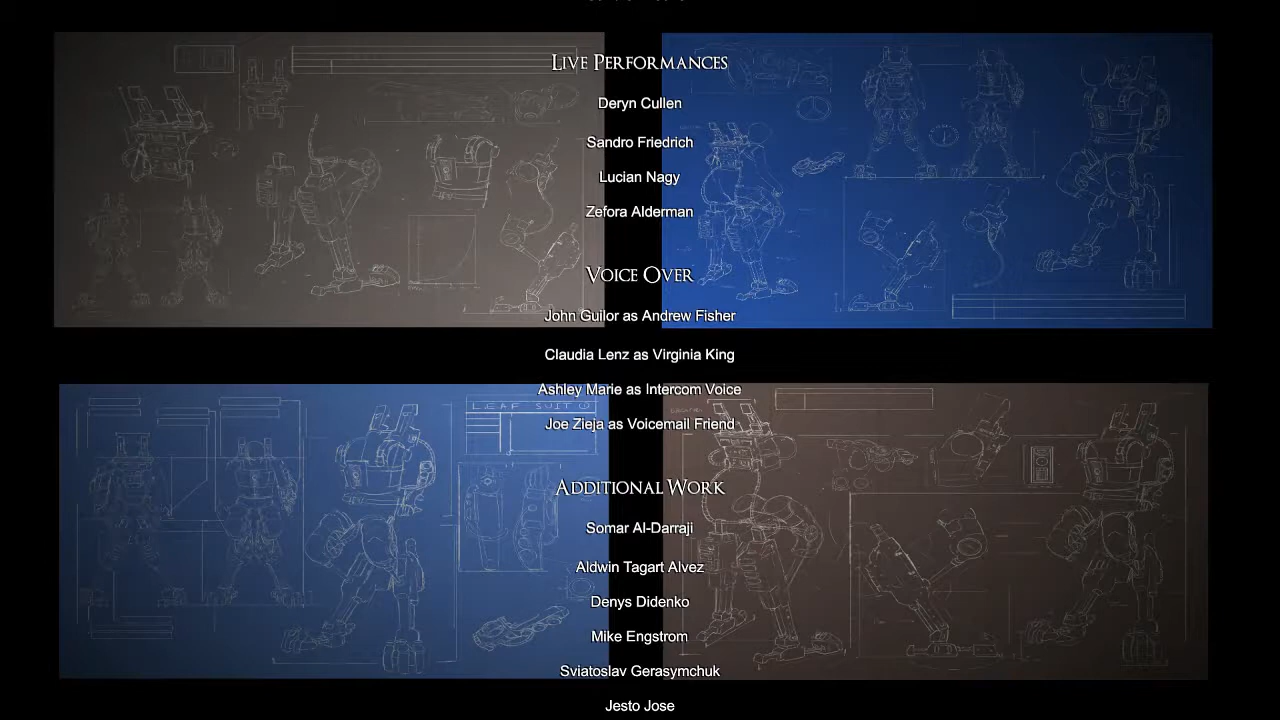 LIVE PERFORMANCES
Deryn Cullen
Sandro Friedrich
Lucian Nagy
Zefora Alderman
VOICE OVER
John Guilor as Andrew Fisher
Claudia Lenz as Virginia King
Ashley Marie as Intercom Voice
Joe Zieja as Voicemail Friend
LEAF SUIT
ADDITIONAL WORK
Somar Al-Darraji
Aldwin Tagart Alvez
Denys Didenko
Mike Engstrom
Sviatoslav Gerasymchuk
Jesto Jose